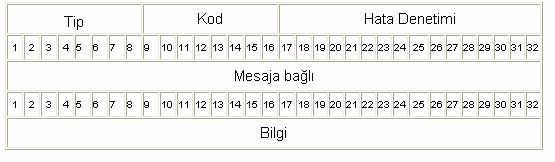 Tip Kod Hata Denetimi
1 2 3 4 5 6 7 8 9 10 11 12 13 14 15 16 17 18 19 20 21 22 23 24 25 26 27 28 29 30 31 32
Mesaja bağlı
1 2 3 4 5 6 7 8 9 10 11 12 13 14 15 16 17 18 19 20 21 22 23 24 25 26 27 28 29 30 31 32
Bilgi